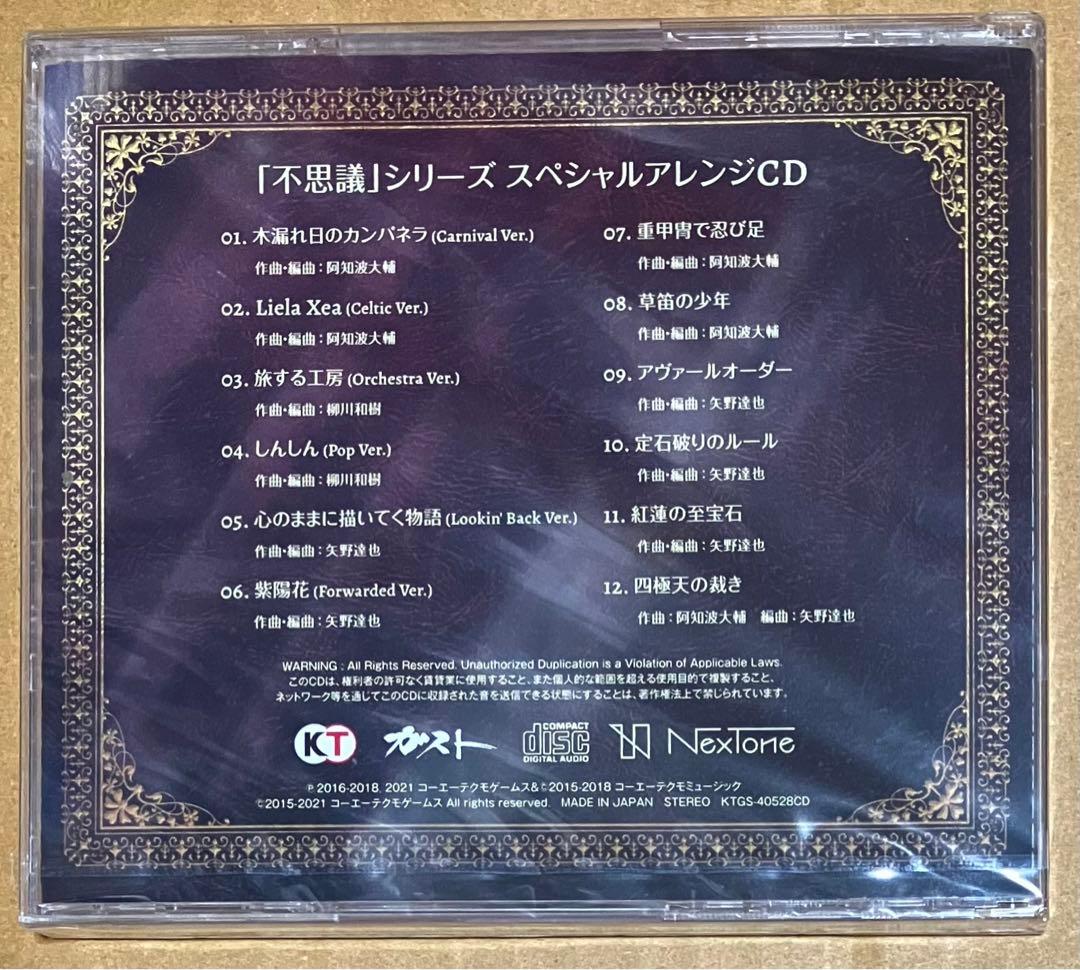 「不思議」シリーズ スペシャルアレンジCD
01. 木漏れ日のカンパネラ (Carnival Ver.)
作曲・編曲：阿知波大輔
02. Liela Xea (Celtic Ver.)
作曲・編曲：阿知波大輔
03. 旅する工房 (Orchestra Ver.)
作曲・編曲：柳川和樹
04. しんしん (Pop Ver.)
作曲・編曲：柳川和樹
05. 心のままに描いてく物語 (Lookin' Back Ver.)
作曲・編曲：矢野達也
06. 紫陽花 (Forwarded Ver.)
作曲・編曲：矢野達也
07. 重甲冑で忍び足
作曲・編曲：阿知波大輔
08. 草笛の少年
作曲・編曲：阿知波大輔
09. アヴァールオーダー
作曲・編曲：矢野達也
10. 定石破りのルール
作曲・編曲：矢野達也
11. 紅蓮の至宝石
作曲・編曲：矢野達也
12. 四極天の裁き
作曲：阿知波大輔 編曲：矢野達也
WARNING : All Rights Reserved. Unauthorized Duplication is a Violation of Applicable Laws.
このCDは、権利者の許可なく賃貸業に使用すること、また個人的な範囲を超える使用目的で複製すること、
ネットワーク等を通じてこのCDに収録された音を送信できる状態にすることは、著作権法上で禁じられています。
KT ガスト COMPACT disc DIGITAL AUDIO NexTone
℗2016-2018, 2021 コーエーテクモゲームス&©2015-2018 コーエーテクモミュージック
©2015-2021 コーエーテクモゲームス All rights reserved. MADE IN JAPAN STEREO KTGS-40528CD